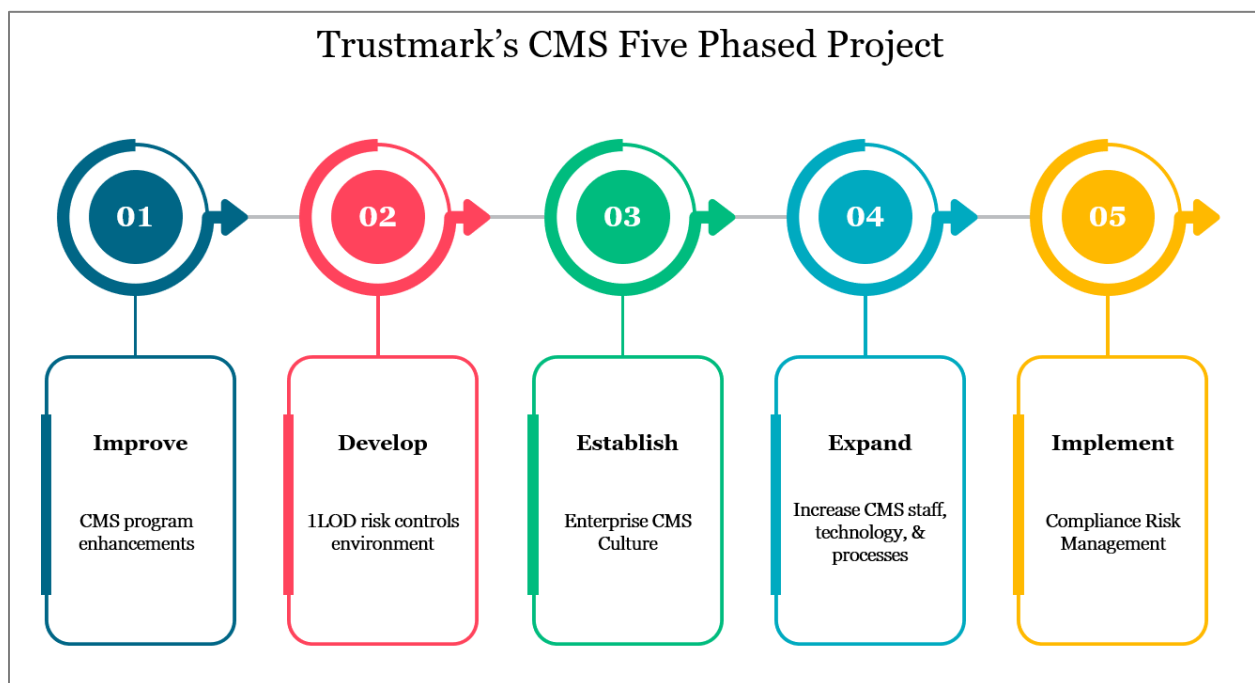 Trustmark’s CMS Five Phased Project
01
02
03
04
05
Improve
CMS program
enhancements
Develop
1LOD risk controls
environment
Establish
Enterprise CMS
Culture
Expand
Increase CMS staff,
technology, &
processes
Implement
Compliance Risk
Management